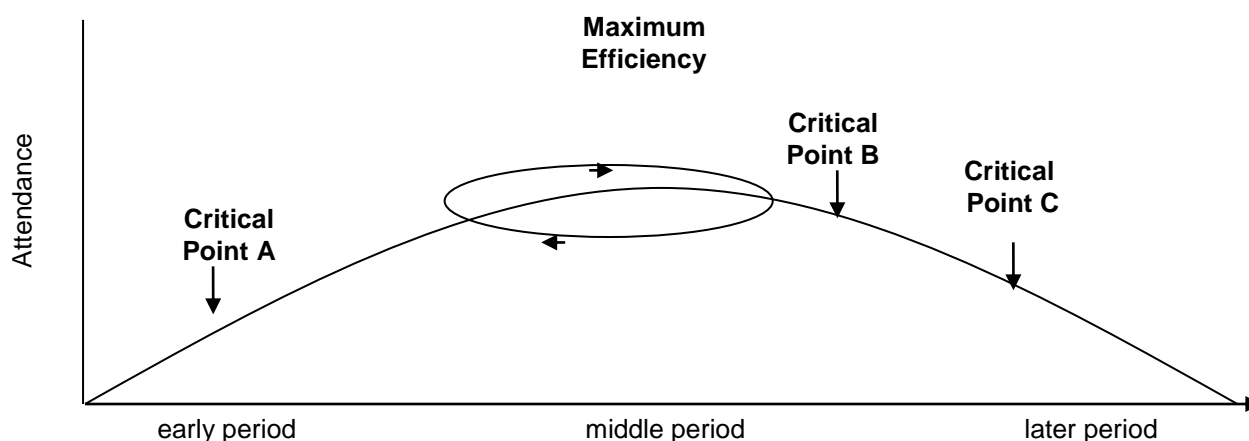 Maximum
Efficiency
Critical
Point B
Critical
Point C
Critical
Point A
Attendance
early period
middle period
later period